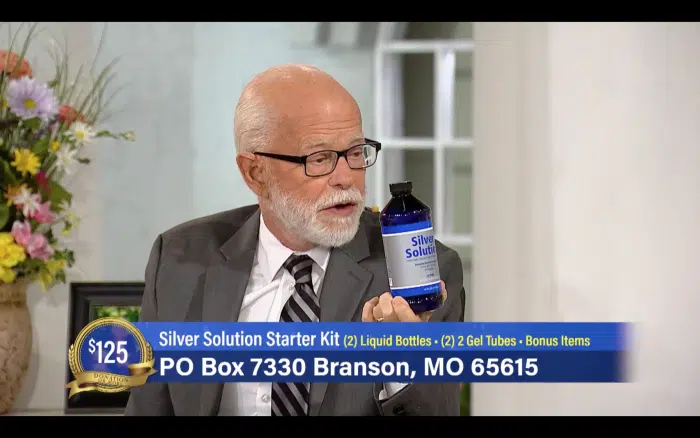 Silver
Solution
$125
DONATION
Silver Solution Starter Kit (2) Liquid Bottles • (2) 2 Gel Tubes • Bonus Items
PO Box 7330 Branson, MO 65615